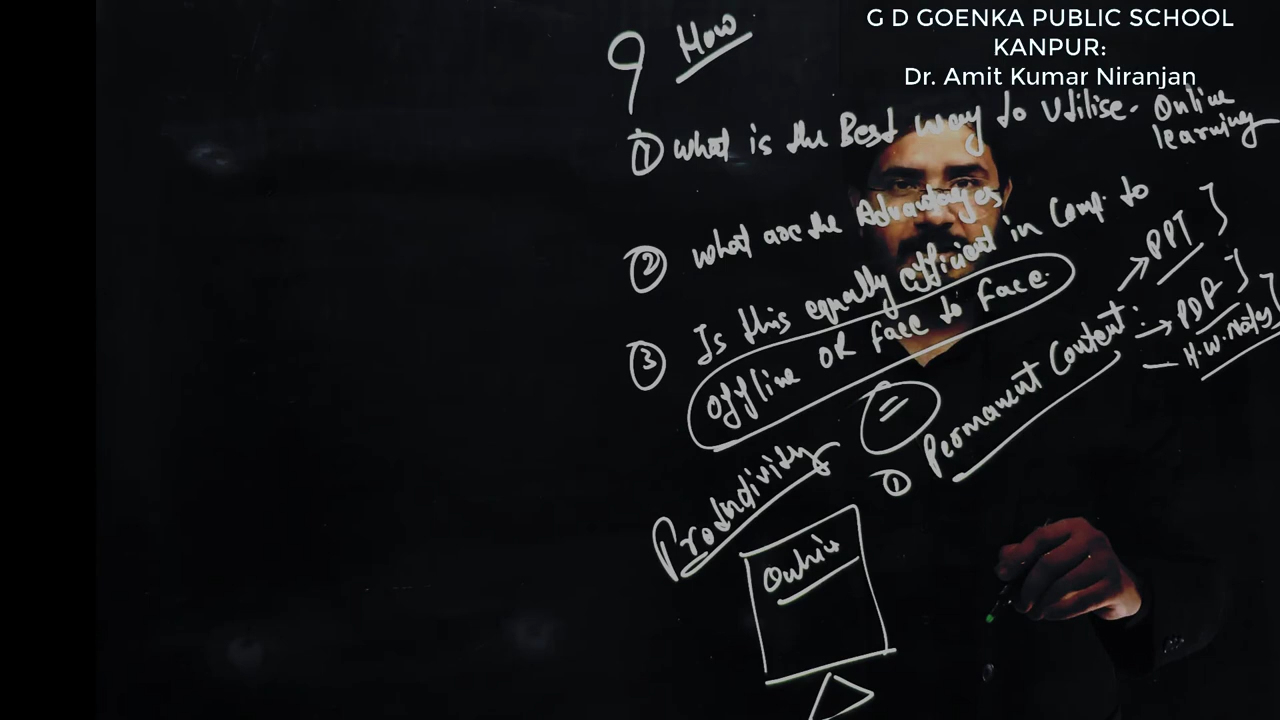 G D GOENKA PUBLIC SCHOOL
KANPUR:
Dr. Amit Kumar Niranjan
How
① What is the Best way to Utilise - Online
learning
② What are the Advantages
③ Is this equally efficient in Comp. to
Offline OR face to face.
=
Productivity
① Permanent Content:
→ PPT
→ PDF
— H.W. Notes
Online